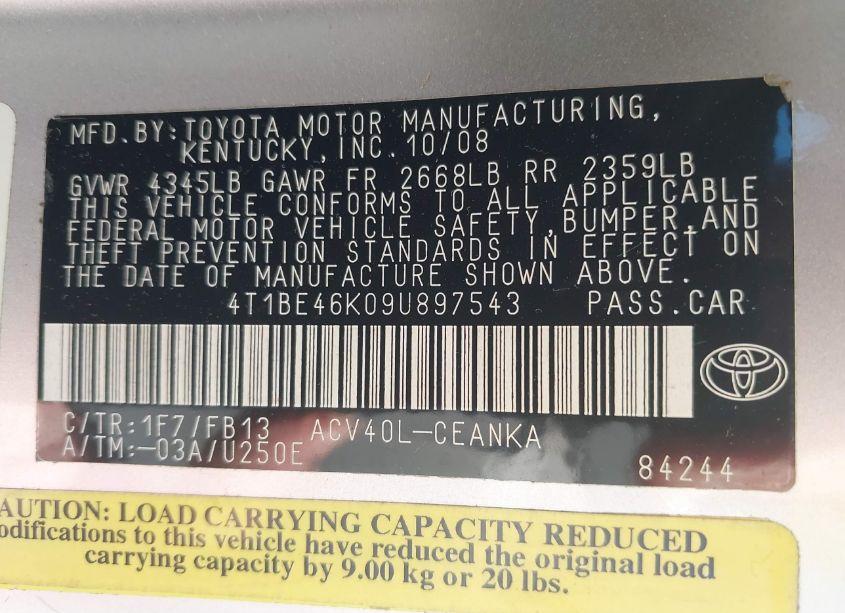 MFD.BY:TOYOTA MOTOR MANUFACTURING,
KENTUCKY,INC.10/08
GVWR 4345LB GAWR FR 2668LB RR 2359LB
THIS VEHICLE CONFORMS TO ALL APPLICABLE
FEDERAL MOTOR VEHICLE SAFETY,BUMPER,AND
THEFT PREVENTION STANDARDS IN EFFECT ON
THE DATE OF MANUFACTURE SHOWN ABOVE.
4T1BE46K09U897543 PASS.CAR
C/TR:1F7/FB13 ACV40L-CEANKA
A/TM:-03A/U250E
84244
AUTION: LOAD CARRYING CAPACITY REDUCED
odifications to this vehicle have reduced the original load
carrying capacity by 9.00 kg or 20 lbs.